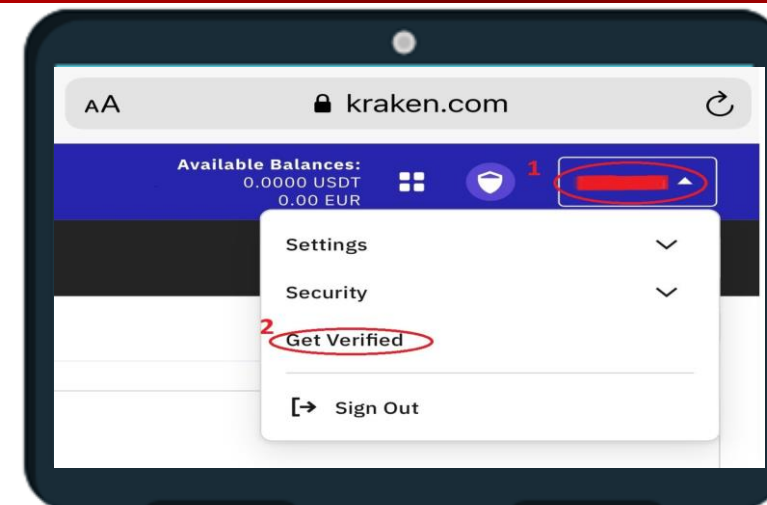 AA
kraken.com
Available Balances:
0.0000 USDT
0.00 EUR
1
Settings
Security
2
Get Verified
Sign Out